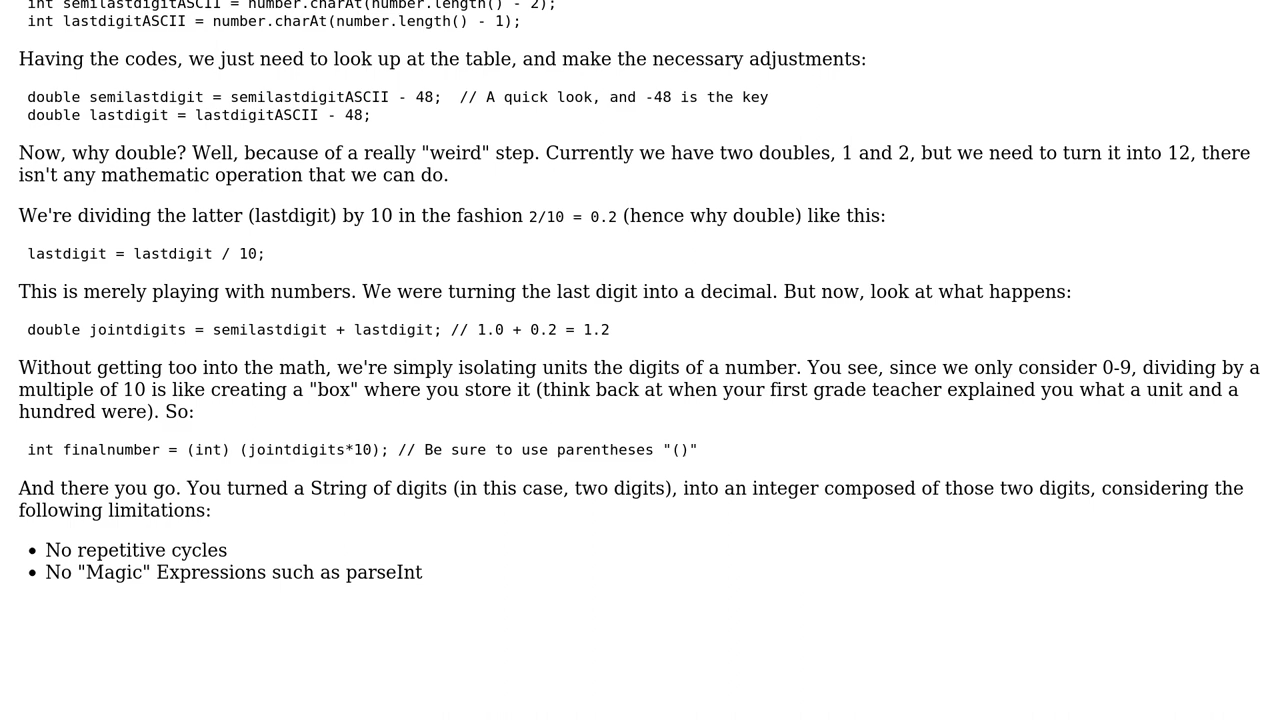 int semilastdigitASCII = number.charAt(number.length() - 2);
int lastdigitASCII = number.charAt(number.length() - 1);
Having the codes, we just need to look up at the table, and make the necessary adjustments:
double semilastdigit = semilastdigitASCII - 48;  // A quick look, and -48 is the key
double lastdigit = lastdigitASCII - 48;
Now, why double? Well, because of a really "weird" step. Currently we have two doubles, 1 and 2, but we need to turn it into 12, there
isn't any mathematic operation that we can do.
We're dividing the latter (lastdigit) by 10 in the fashion 2/10 = 0.2 (hence why double) like this:
lastdigit = lastdigit / 10;
This is merely playing with numbers. We were turning the last digit into a decimal. But now, look at what happens:
double jointdigits = semilastdigit + lastdigit; // 1.0 + 0.2 = 1.2
Without getting too into the math, we're simply isolating units the digits of a number. You see, since we only consider 0-9, dividing by a
multiple of 10 is like creating a "box" where you store it (think back at when your first grade teacher explained you what a unit and a
hundred were). So:
int finalnumber = (int) (jointdigits*10); // Be sure to use parentheses "()"
And there you go. You turned a String of digits (in this case, two digits), into an integer composed of those two digits, considering the
following limitations:
• No repetitive cycles
• No "Magic" Expressions such as parseInt